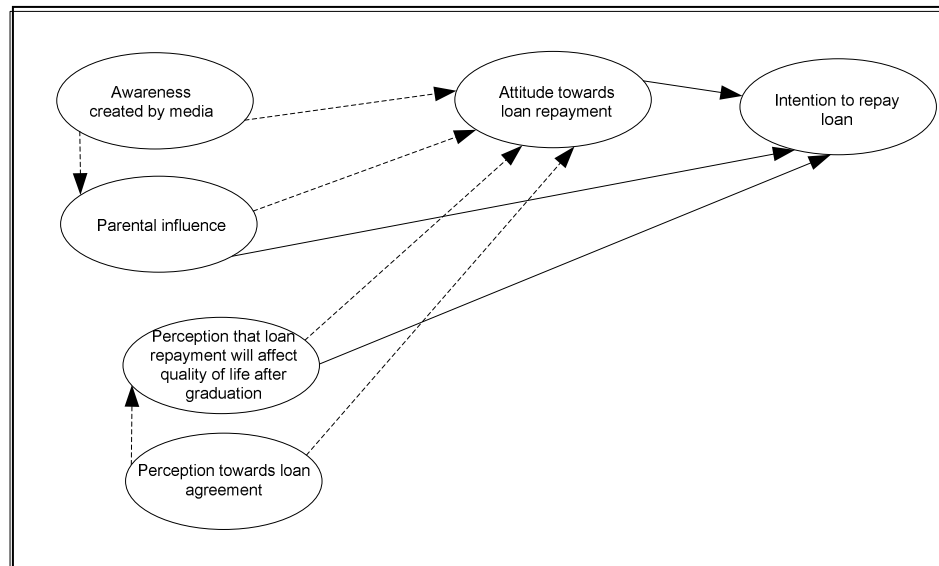 Awareness
created by media
Attitude towards
loan repayment
Intention to repay
loan
Parental influence
Perception that loan
repayment will affect
quality of life after
graduation
Perception towards loan
agreement